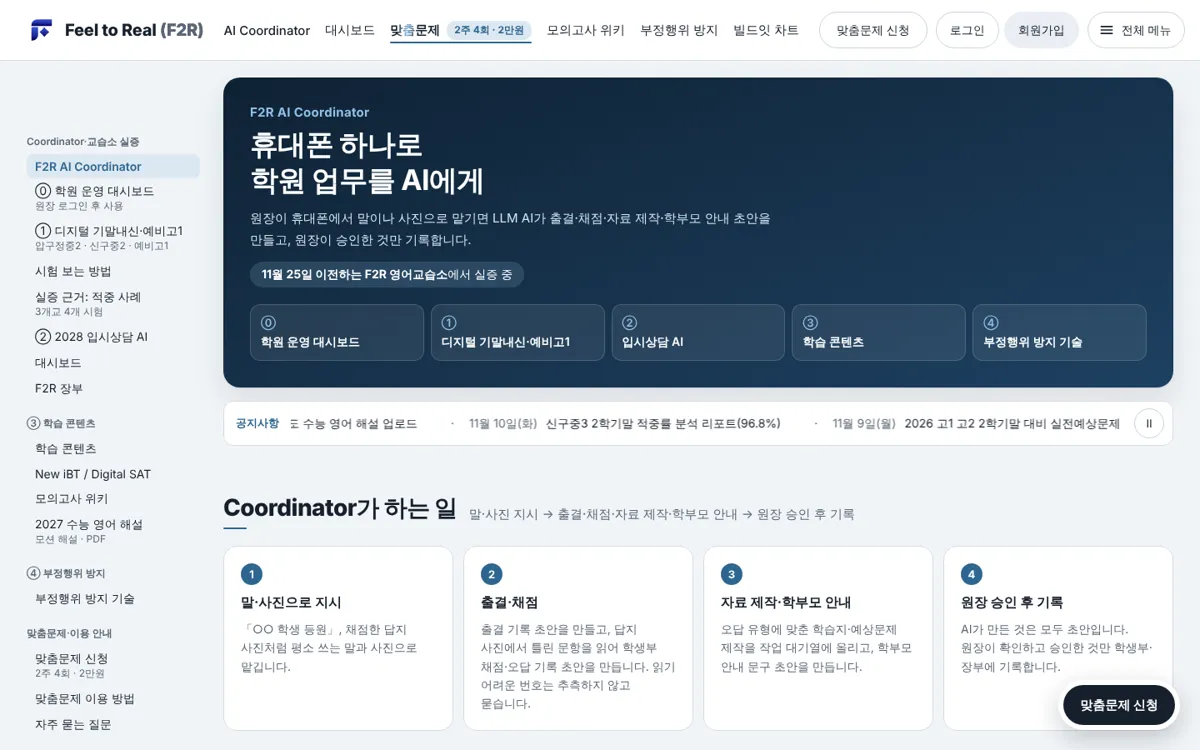 Feel to Real (F2R)
AI Coordinator
대시보드
맞춤문제
2주 4회 · 2만원
모의고사 위키
부정행위 방지
빌드잇 차트
맞춤문제 신청
로그인
회원가입
전체 메뉴
Coordinator·교습소 실증
F2R AI Coordinator
⓪ 학원 운영 대시보드
원장 로그인 후 사용
① 디지털 기말내신·예비고1
압구정중2 · 신구중2 · 예비고1
시험 보는 방법
실증 근거: 적중 사례
3개교 4개 시험
② 2028 입시상담 AI
대시보드
F2R 장부
③ 학습 콘텐츠
학습 콘텐츠
New iBT / Digital SAT
모의고사 위키
2027 수능 영어 해설
모션 해설 · PDF
④ 부정행위 방지
부정행위 방지 기술
맞춤문제·이용 안내
맞춤문제 신청
2주 4회 · 2만원
맞춤문제 이용 방법
자주 묻는 질문
F2R AI Coordinator
휴대폰 하나로
학원 업무를 AI에게
원장이 휴대폰에서 말이나 사진으로 맡기면 LLM AI가 출결·채점·자료 제작·학부모 안내 초안을
만들고, 원장이 승인한 것만 기록합니다.
11월 25일 이전하는 F2R 영어교습소에서 실증 중
⓪
학원 운영 대시보드
①
디지털 기말내신·예비고1
②
입시상담 AI
③
학습 콘텐츠
④
부정행위 방지 기술
공지사항
수능 영어 해설 업로드 · 11월 10일(화) 신구중3 2학기말 적중률 분석 리포트(96.8%) · 11월 9일(월) 2026 고1 고2 2학기말 대비 실전예상문제
Coordinator가 하는 일
말·사진 지시 → 출결·채점·자료 제작·학부모 안내 → 원장 승인 후 기록
1
말·사진으로 지시
「○○ 학생 등원」, 채점한 답지
사진처럼 평소 쓰는 말과 사진으로
맡깁니다.
2
출결·채점
출결 기록 초안을 만들고, 답지
사진에서 틀린 문항을 읽어 학생부
채점·오답 기록 초안을 만듭니다. 읽기
어려운 번호는 추측하지 않고
묻습니다.
3
자료 제작·학부모 안내
오답 유형에 맞춘 학습지·예상문제
제작을 작업 대기열에 올리고, 학부모
안내 문구 초안을 만듭니다.
4
원장 승인 후 기록
AI가 만든 것은 모두 초안입니다.
원장이 확인하고 승인한 것만 학생부·
장부에 기록합니다.
맞춤문제 신청